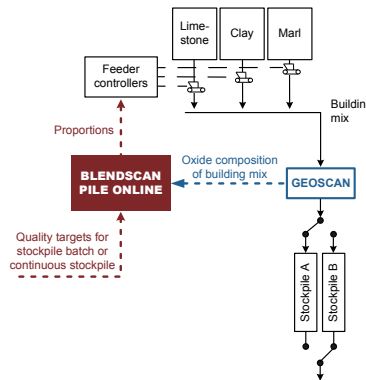 Lime-
stone
Clay
Marl
Feeder
controllers
Buildin
mix
Proportions
BLENDSCAN
PILE ONLINE
Oxide composition
of building mix
GEOSCAN
Quality targets for
stockpile batch or
continuous stockpile
Stockpile A
Stockpile B